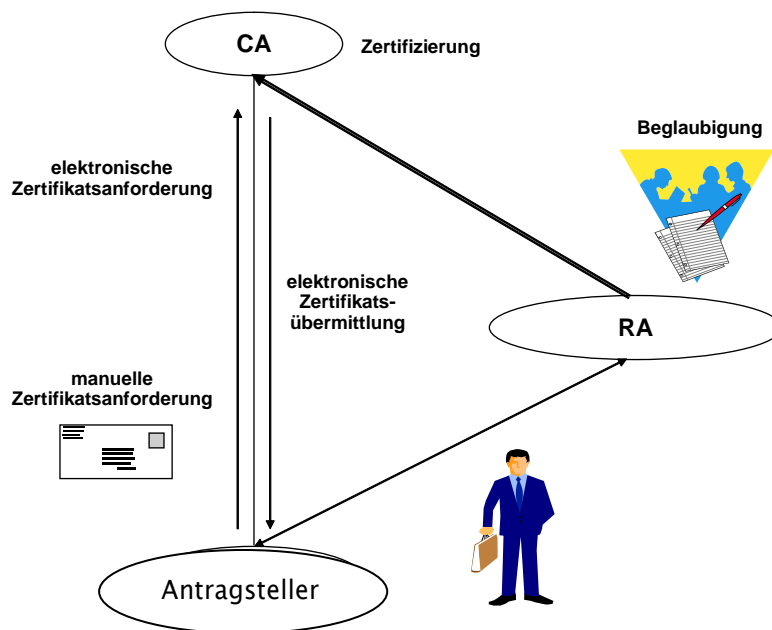 CA
Zertifizierung
Beglaubigung
elektronische
Zertifikatsanforderung
elektronische
Zertifikats-
übermittlung
RA
manuelle
Zertifikatsanforderung
Antragsteller